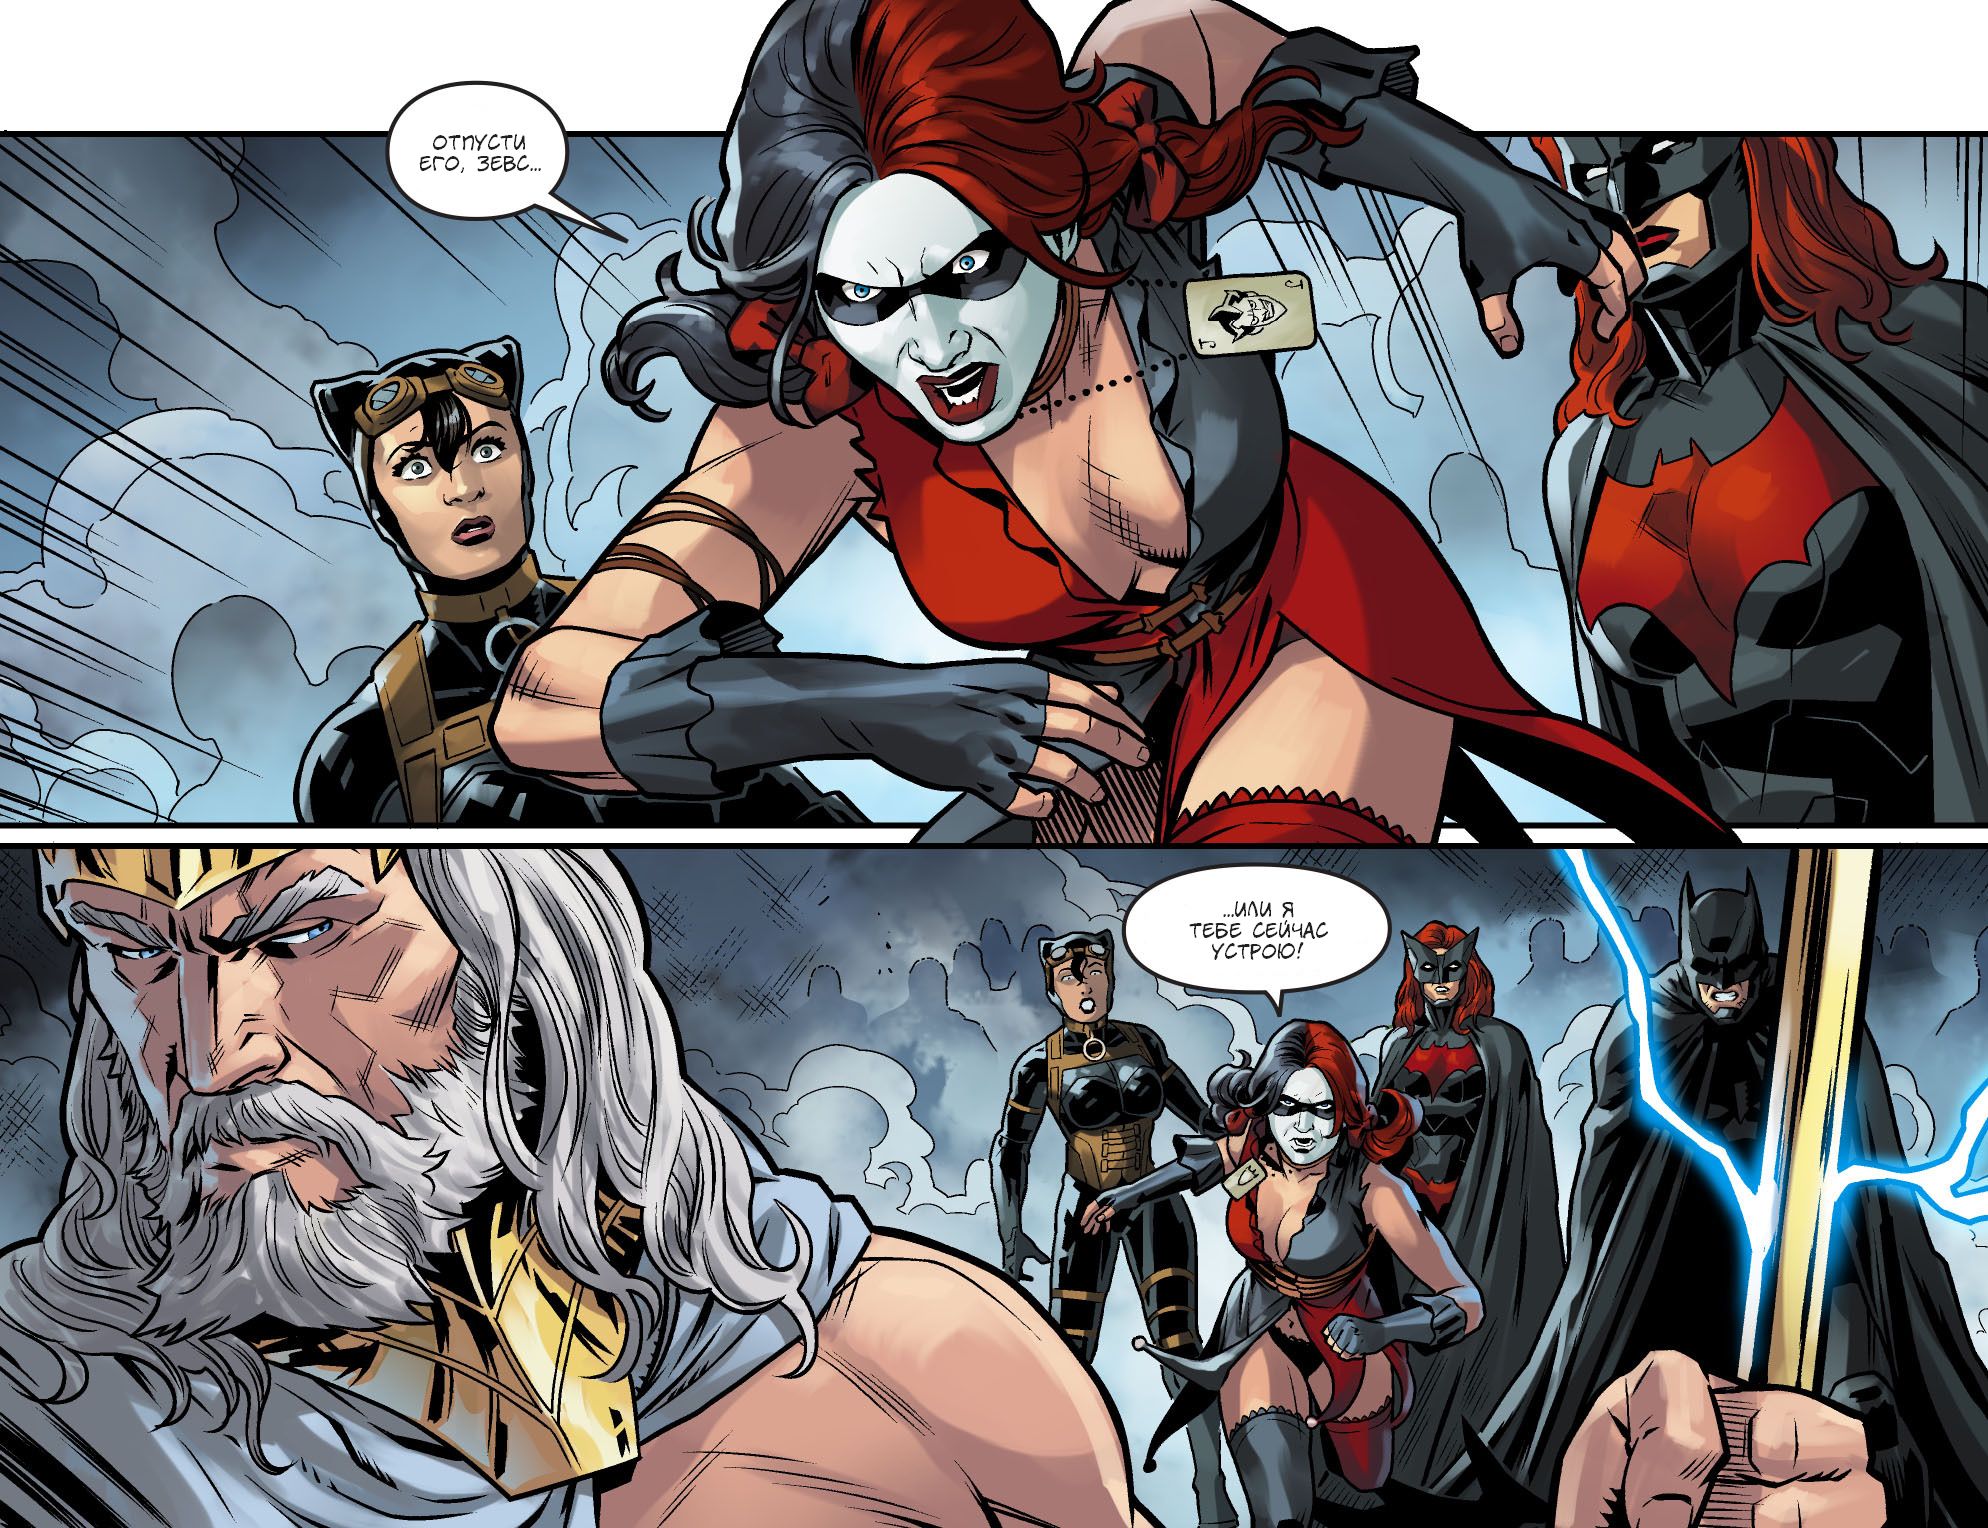 ОТПУСТИ
ЕГО, ЗЕВС...
...ИЛИ Я
ТЕБЕ СЕЙЧАС
УСТРОЮ!
J
J